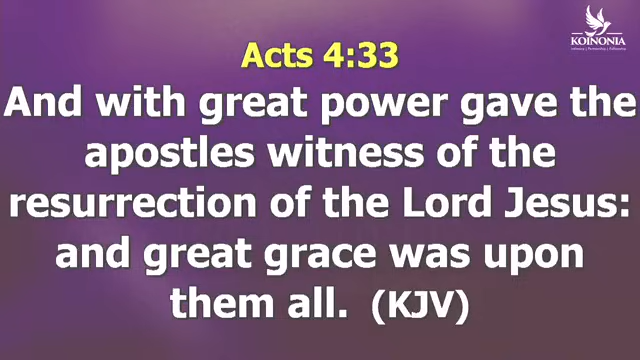 KOINONIA
Acts 4:33
And with great power gave the
apostles witness of the
resurrection of the Lord Jesus:
and great grace was upon
them all. (KJV)